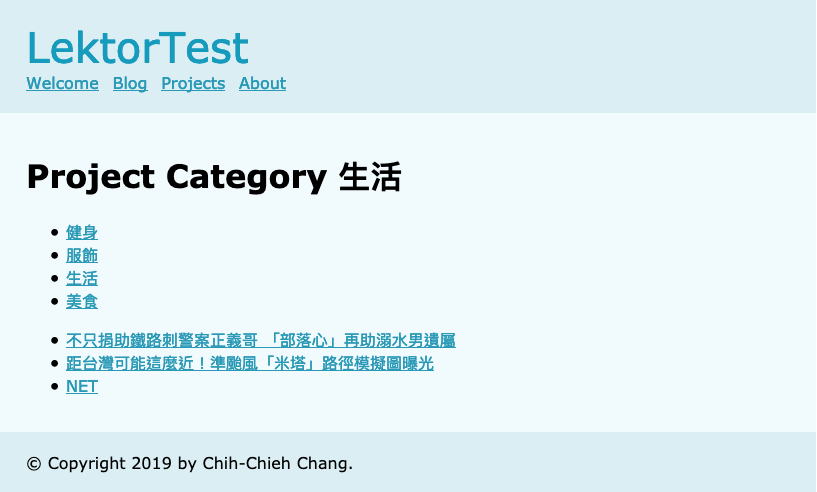 LektorTest
Welcome Blog Projects About
Project Category 生活
健身
服飾
生活
美食
不只捐助鐵路刺警案正義哥 「部落心」再助溺水男遺屬
距台灣可能這麼近！準颱風「米塔」路徑模擬圖曝光
NET
© Copyright 2019 by Chih-Chieh Chang.